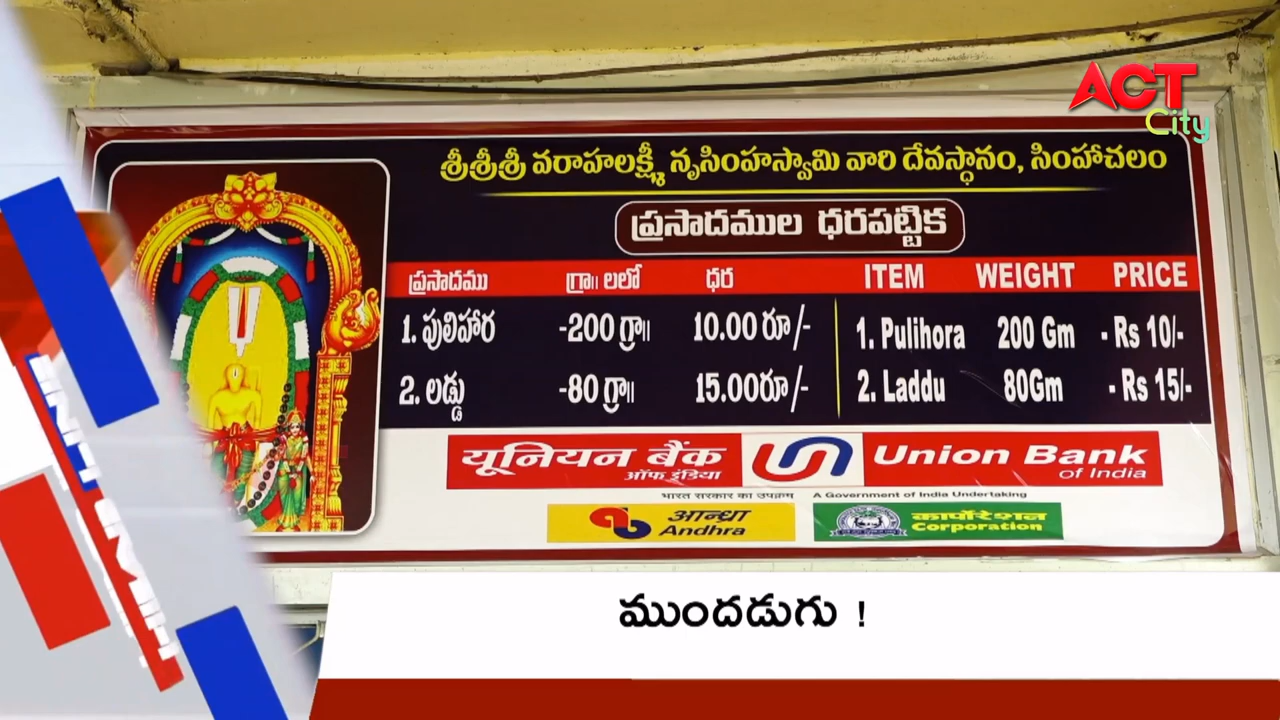 ACT
City
శ్రీశ్రీశ్రీ వరాహలక్ష్మీ నృసింహస్వామి వారి దేవస్థానం, సింహాచలం
ప్రసాదముల ధరపట్టిక
ప్రసాదము గ్రా॥ లలో ధర ITEM WEIGHT PRICE
1. పులిహార -200 గ్రా॥ 10.00 రూ/- 1. Pulihora 200 Gm - Rs 10/-
2. లడ్డు -80 గ్రా॥ 15.00రూ/- 2. Laddu 80Gm - Rs 15/-
यूनियन बैंक Union Bank
ऑफ इंडिया of India
भारत सरकार का उपक्रम A Government of India Undertaking
आन्ध्रा कार्पोरेशन
Andhra Corporation
ముందడుగు !